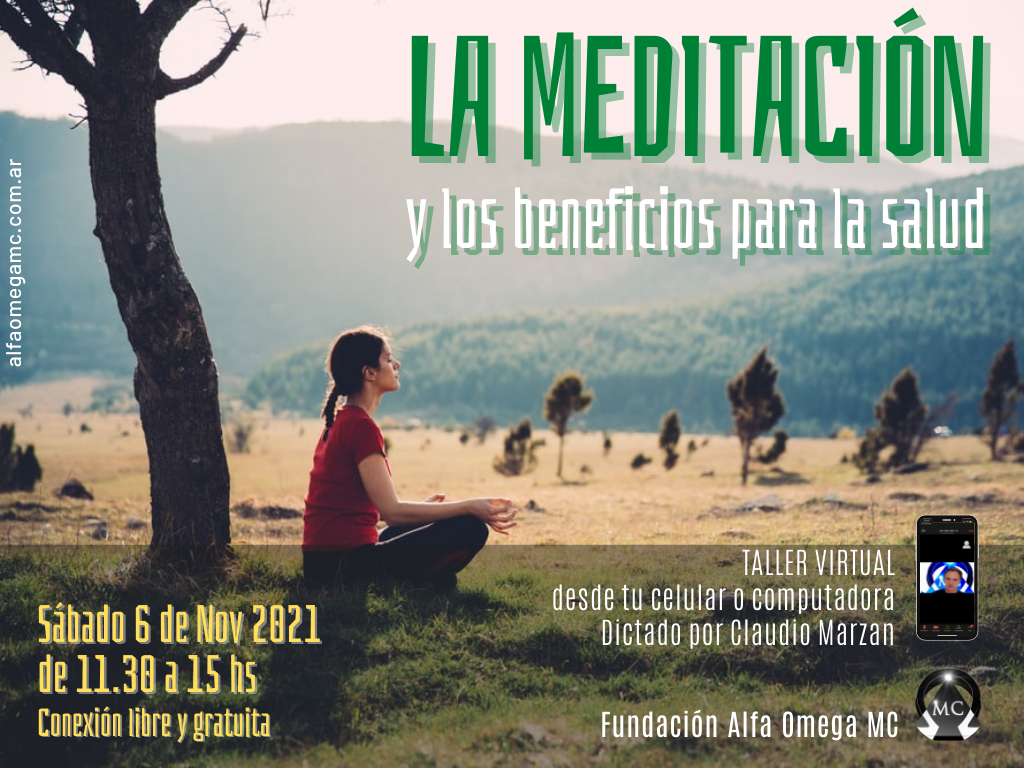 LA MEDITACIÓN
y los beneficios para la salud
alfaomegamc.com.ar
TALLER VIRTUAL
desde tu celular o computadora
Dictado por Claudio Marzan
Sábado 6 de Nov 2021
de 11.30 a 15 hs
Conexión libre y gratuita
Fundación Alfa Omega MC
MC